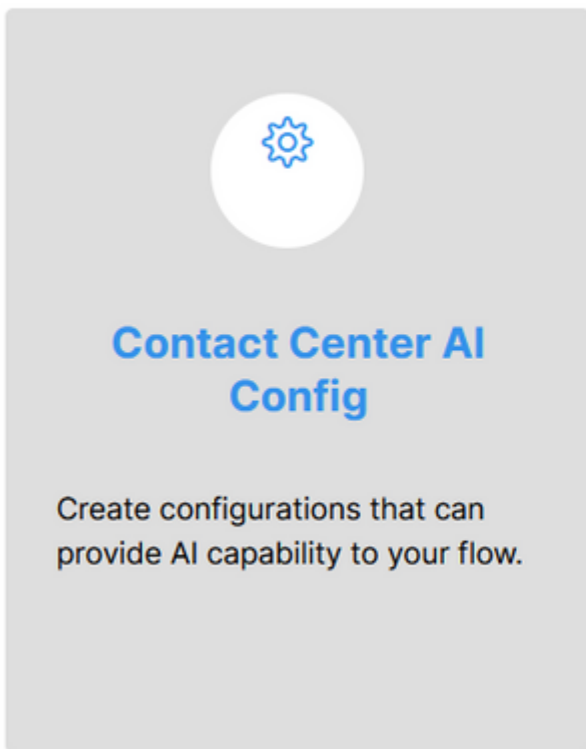 Contact Center AI
Config
Create configurations that can
provide AI capability to your flow.